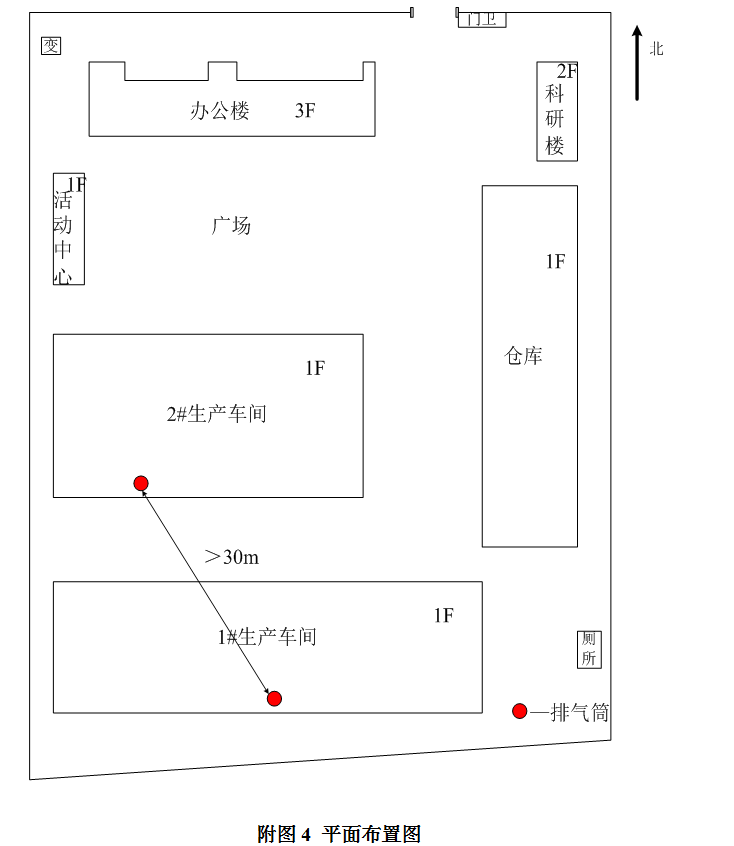 门卫
变
北
2F
科研楼
办公楼 3F
1F
活动中心
广场
1F
仓库
1F
2#生产车间
>30m
1F
1#生产车间
厕所
—排气筒
附图 4 平面布置图